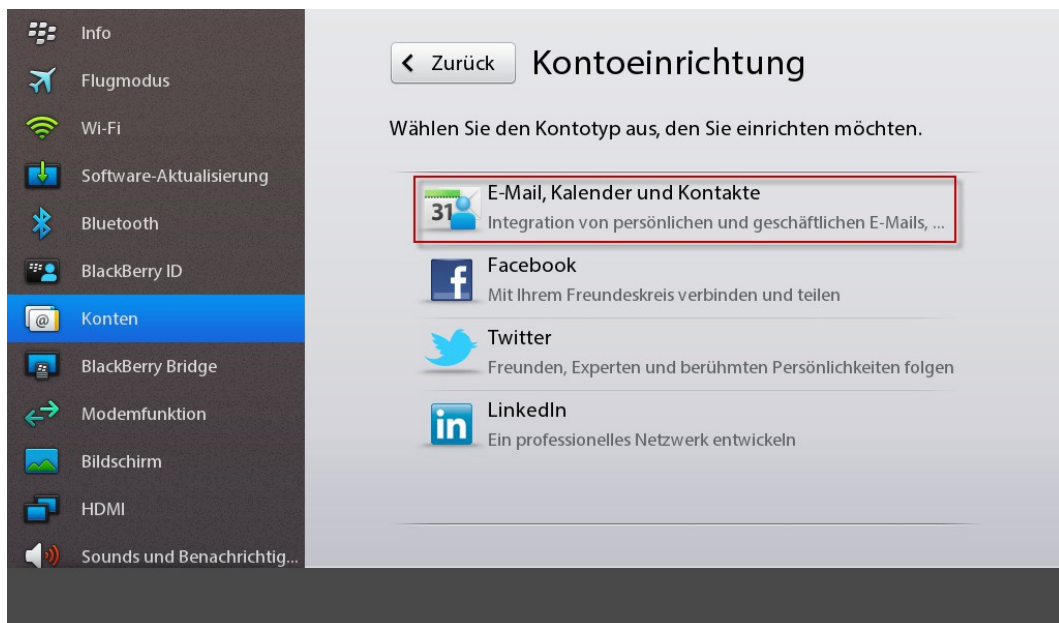 Info
Flugmodus
Wi-Fi
Software-Aktualisierung
Bluetooth
BlackBerry ID
Konten
BlackBerry Bridge
Modemfunktion
Bildschirm
HDMI
Sounds und Benachrichtig...
Zurück
Kontoeinrichtung
Wählen Sie den Kontotyp aus, den Sie einrichten möchten.
31
E-Mail, Kalender und Kontakte
Integration von persönlichen und geschäftlichen E-Mails, ...
Facebook
Mit Ihrem Freundeskreis verbinden und teilen
Twitter
Freunden, Experten und berühmten Persönlichkeiten folgen
LinkedIn
Ein professionelles Netzwerk entwickeln